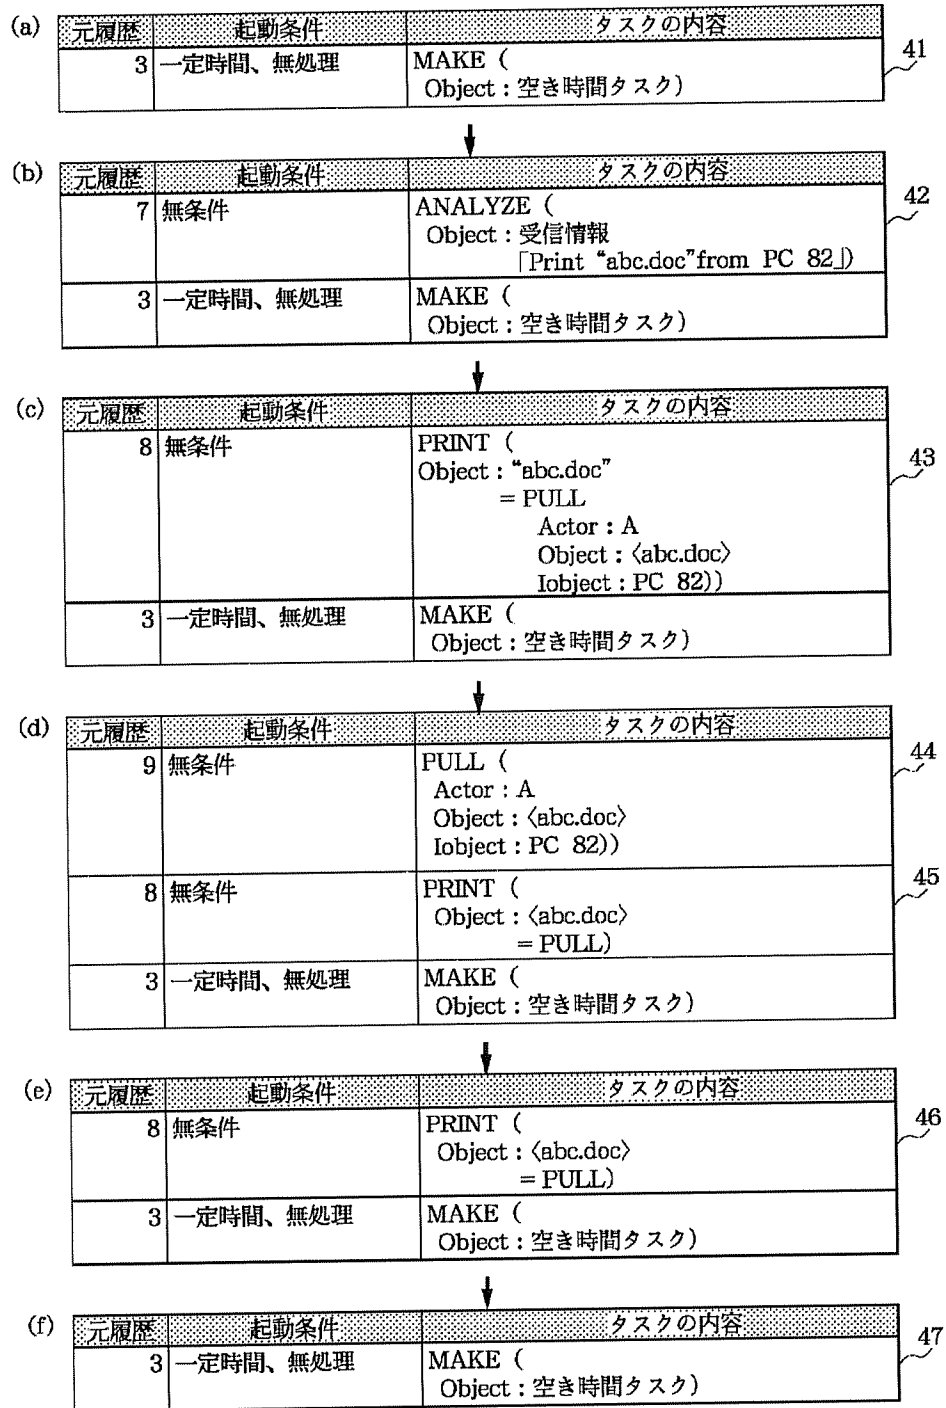 (a) 元履歴 起動条件 タスクの内容
3 一定時間、無処理 MAKE (
Object : 空き時間タスク)
41
(b) 元履歴 起動条件 タスクの内容
7 無条件 ANALYZE (
Object : 受信情報
「Print “abc.doc”from PC 82」)
42
3 一定時間、無処理 MAKE (
Object : 空き時間タスク)
(c) 元履歴 起動条件 タスクの内容
8 無条件 PRINT (
Object : “abc.doc”
= PULL
Actor : A
Object : 〈abc.doc〉
Iobject : PC 82))
43
3 一定時間、無処理 MAKE (
Object : 空き時間タスク)
(d) 元履歴 起動条件 タスクの内容
9 無条件 PULL (
Actor : A
Object : 〈abc.doc〉
Iobject : PC 82))
44
8 無条件 PRINT (
Object : 〈abc.doc〉
= PULL)
45
3 一定時間、無処理 MAKE (
Object : 空き時間タスク)
(e) 元履歴 起動条件 タスクの内容
8 無条件 PRINT (
Object : 〈abc.doc〉
= PULL)
46
3 一定時間、無処理 MAKE (
Object : 空き時間タスク)
(f) 元履歴 起動条件 タスクの内容
3 一定時間、無処理 MAKE (
Object : 空き時間タスク)
47